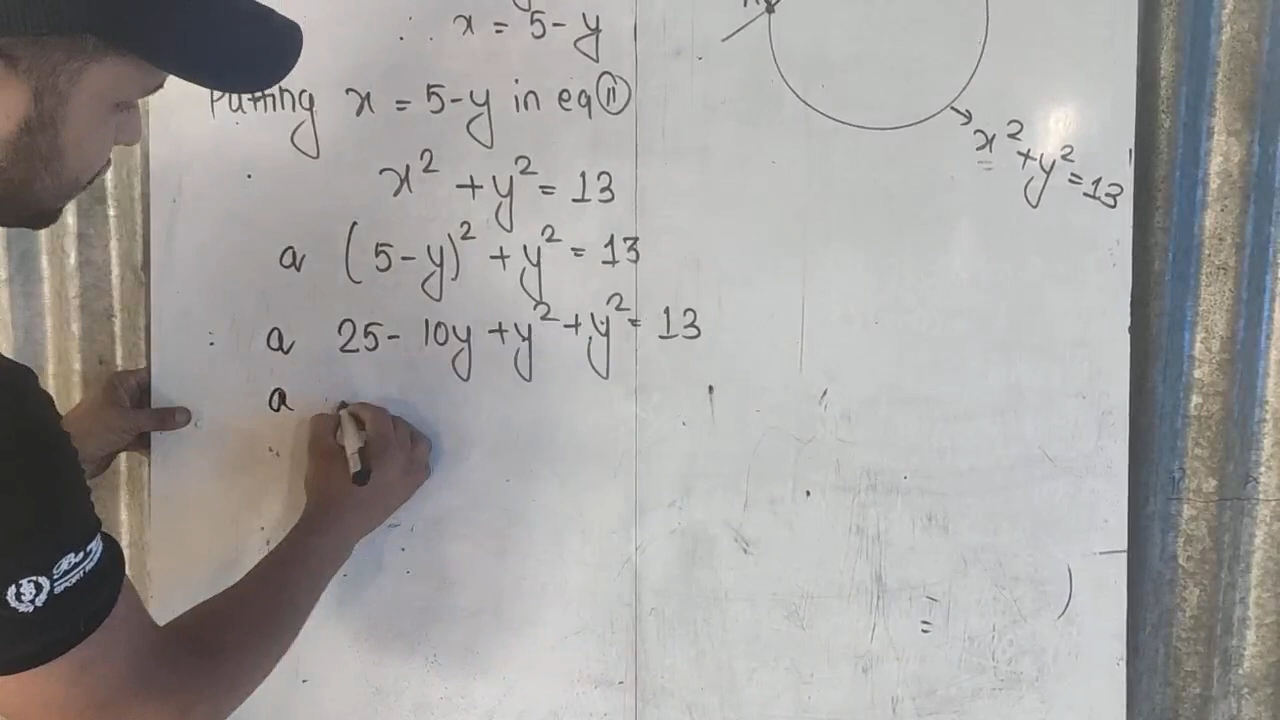 ∴ x = 5-y
Putting x = 5-y in eq ⑪
x² + y² = 13
a (5-y)² + y² = 13
a 25- 10y + y² + y² = 13
a
x² + y² = 13